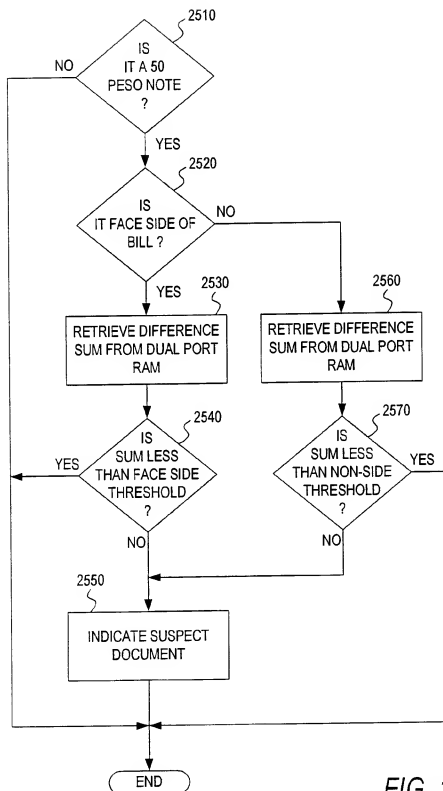 2510
IS
IT A 50
PESO NOTE
?
NO
YES
2520
IS
IT FACE SIDE OF
BILL ?
NO
YES
2530
RETRIEVE DIFFERENCE
SUM FROM DUAL PORT
RAM
2560
RETRIEVE DIFFERENCE
SUM FROM DUAL PORT
RAM
2540
IS
SUM LESS
THAN FACE SIDE
THRESHOLD
?
YES
NO
2570
IS
SUM LESS
THAN NON-SIDE
THRESHOLD
?
YES
NO
2550
INDICATE SUSPECT
DOCUMENT
END
FIG.